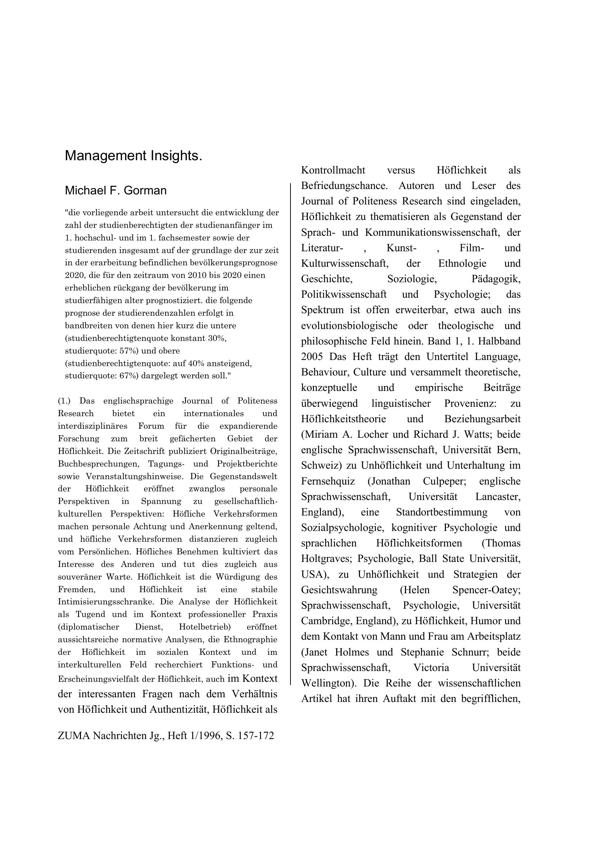 Management Insights.
Michael F. Gorman
"die vorliegende arbeit untersucht die entwicklung der
zahl der studienberechtigten der studienanfänger im
1. hochschul- und im 1. fachsemester sowie der
studierenden insgesamt auf der grundlage der zur zeit
in der erarbeitung befindlichen bevölkerungsprognose
2020, die für den zeitraum von 2010 bis 2020 einen
erheblichen rückgang der bevölkerung im
studierfähigen alter prognostiziert. die folgende
prognose der studierendenzahlen erfolgt in
bandbreiten von denen hier kurz die untere
(studienberechtigtenquote konstant 30%,
studierquote: 57%) und obere
(studienberechtigtenquote: auf 40% ansteigend,
studierquote: 67%) dargelegt werden soll."
(1.) Das englischsprachige Journal of Politeness
Research bietet ein internationales und
interdisziplinäres Forum für die expandierende
Forschung zum breit gefächerten Gebiet der
Höflichkeit. Die Zeitschrift publiziert Originalbeiträge,
Buchbesprechungen, Tagungs- und Projektberichte
sowie Veranstaltungshinweise. Die Gegenstandswelt
der Höflichkeit eröffnet zwanglos personale
Perspektiven in Spannung zu gesellschaftlich-
kulturellen Perspektiven: Höfliche Verkehrsformen
machen personale Achtung und Anerkennung geltend,
und höfliche Verkehrsformen distanzieren zugleich
vom Persönlichen. Höfliches Benehmen kultiviert das
Interesse des Anderen und tut dies zugleich aus
souveräner Warte. Höflichkeit ist die Würdigung des
Fremden, und Höflichkeit ist eine stabile
Intimisierungsschranke. Die Analyse der Höflichkeit
als Tugend und im Kontext professioneller Praxis
(diplomatischer Dienst, Hotelbetrieb) eröffnet
aussichtsreiche normative Analysen, die Ethnographie
der Höflichkeit im sozialen Kontext und im
interkulturellen Feld recherchiert Funktions- und
Erscheinungsvielfalt der Höflichkeit, auch im Kontext
der interessanten Fragen nach dem Verhältnis
von Höflichkeit und Authentizität, Höflichkeit als
Kontrollmacht versus Höflichkeit als
Befriedungschance. Autoren und Leser des
Journal of Politeness Research sind eingeladen,
Höflichkeit zu thematisieren als Gegenstand der
Sprach- und Kommunikationswissenschaft, der
Literatur- , Kunst- , Film- und
Kulturwissenschaft, der Ethnologie und
Geschichte, Soziologie, Pädagogik,
Politikwissenschaft und Psychologie; das
Spektrum ist offen erweiterbar, etwa auch ins
evolutionsbiologische oder theologische und
philosophische Feld hinein. Band 1, 1. Halbband
2005 Das Heft trägt den Untertitel Language,
Behaviour, Culture und versammelt theoretische,
konzeptuelle und empirische Beiträge
überwiegend linguistischer Provenienz: zu
Höflichkeitstheorie und Beziehungsarbeit
(Miriam A. Locher und Richard J. Watts; beide
englische Sprachwissenschaft, Universität Bern,
Schweiz) zu Unhöflichkeit und Unterhaltung im
Fernsehquiz (Jonathan Culpeper; englische
Sprachwissenschaft, Universität Lancaster,
England), eine Standortbestimmung von
Sozialpsychologie, kognitiver Psychologie und
sprachlichen Höflichkeitsformen (Thomas
Holtgraves; Psychologie, Ball State Universität,
USA), zu Unhöflichkeit und Strategien der
Gesichtswahrung (Helen Spencer-Oatey;
Sprachwissenschaft, Psychologie, Universität
Cambridge, England), zu Höflichkeit, Humor und
dem Kontakt von Mann und Frau am Arbeitsplatz
(Janet Holmes und Stephanie Schnurr; beide
Sprachwissenschaft, Victoria Universität
Wellington). Die Reihe der wissenschaftlichen
Artikel hat ihren Auftakt mit den begrifflichen,
ZUMA Nachrichten Jg., Heft 1/1996, S. 157-172